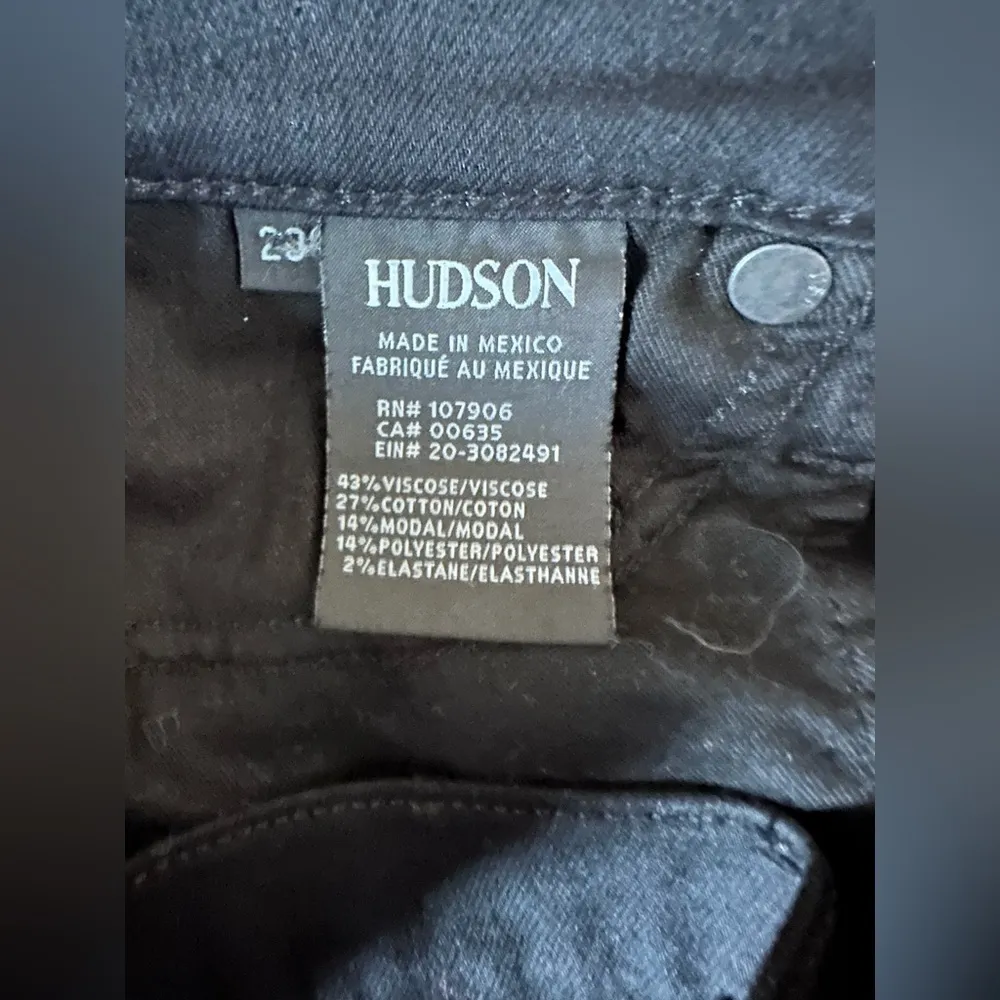 HUDSON
MADE IN MEXICO
FABRIQUÉ AU MEXIQUE
RN# 107906
CA# 00635
EIN# 20-3082491
43% VISCOSE/VISCOSE
27% COTTON/COTON
14% MODAL/MODAL
14% POLYESTER/POLYESTER
2% ELASTANE/ELASTHANNE